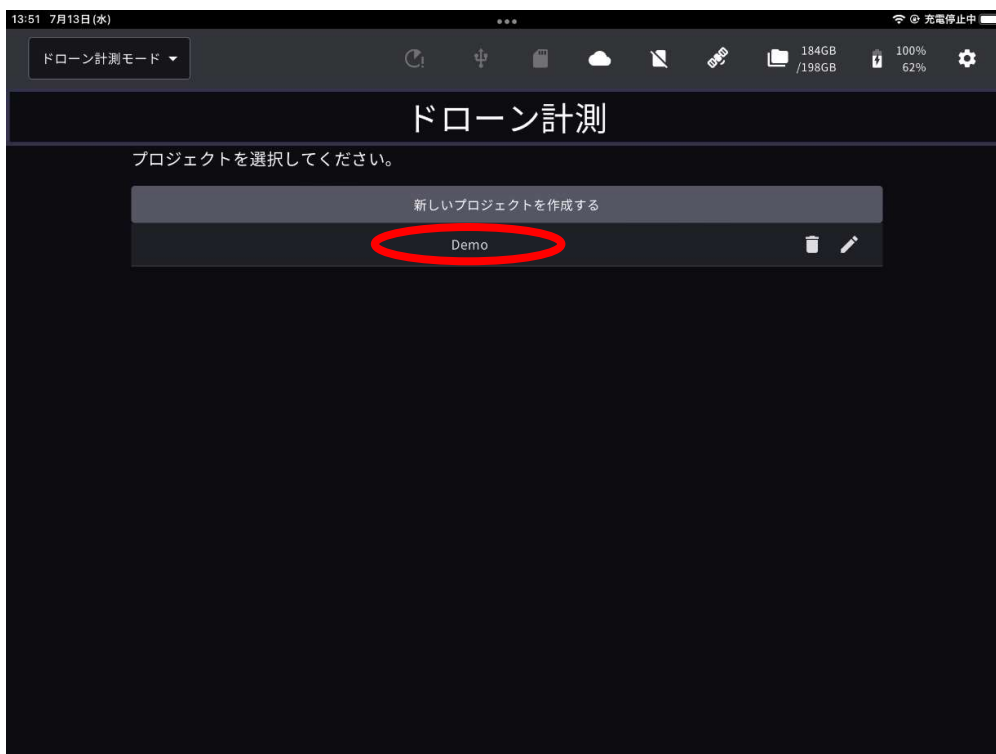 13:51 7月13日(水)
充電停止中
ドローン計測モード
184GB
/198GB
100%
62%
ドローン計測
プロジェクトを選択してください。
新しいプロジェクトを作成する
Demo